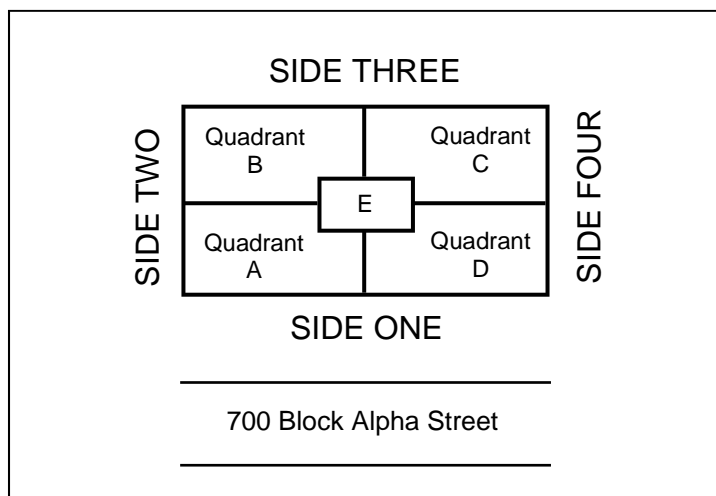 SIDE THREE
SIDE TWO
Quadrant
B
Quadrant
C
SIDE FOUR
E
Quadrant
A
Quadrant
D
SIDE ONE
700 Block Alpha Street